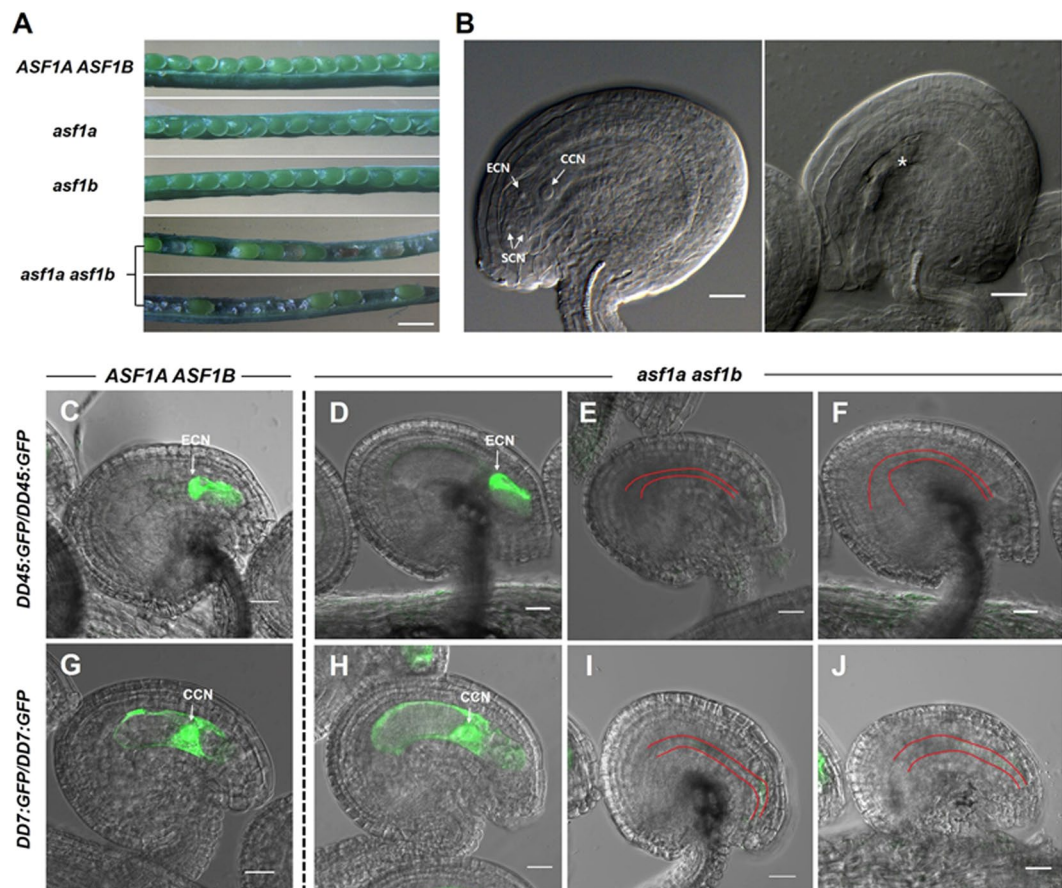 A
B
ASF1A ASF1B
asf1a
asf1b
asf1a asf1b
ECN
CCN
SCN
*
ASF1A ASF1B
asf1a asf1b
DD45:GFP/DD45:GFP
C
ECN
D
ECN
E
F
DD7:GFP/DD7:GFP
G
CCN
H
CCN
I
J